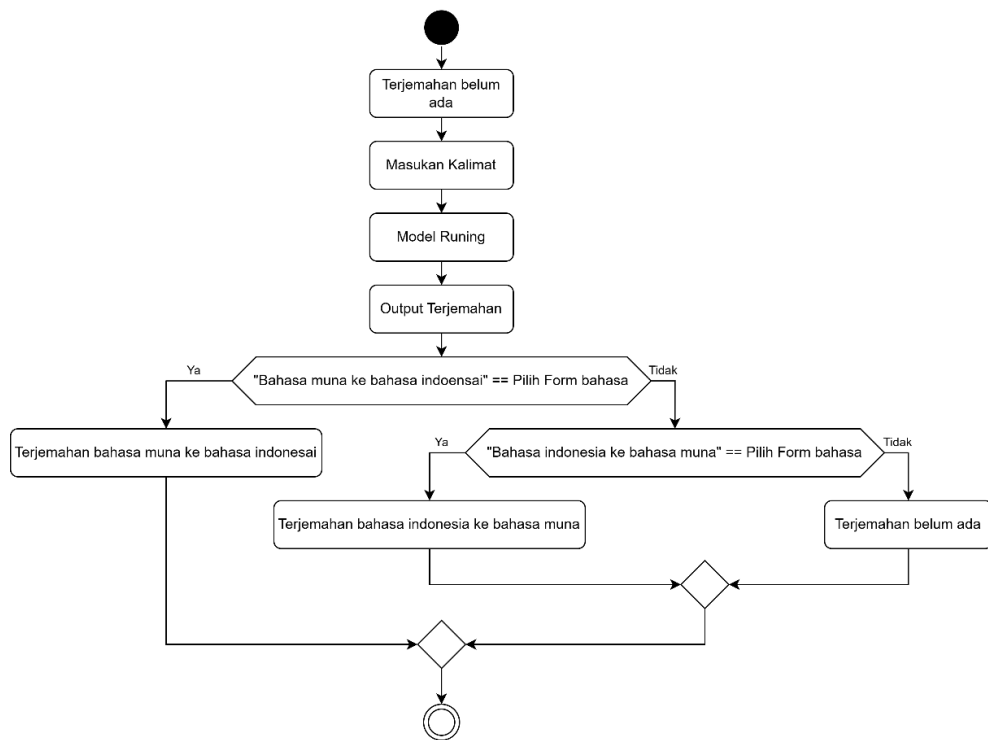 Terjemahan belum
ada
Masukan Kalimat
Model Runing
Output Terjemahan
Ya
"Bahasa muna ke bahasa indoensai" == Pilih Form bahasa
Tidak
Terjemahan bahasa muna ke bahasa indonesai
Ya
"Bahasa indonesia ke bahasa muna" == Pilih Form bahasa
Tidak
Terjemahan bahasa indonesia ke bahasa muna
Terjemahan belum ada